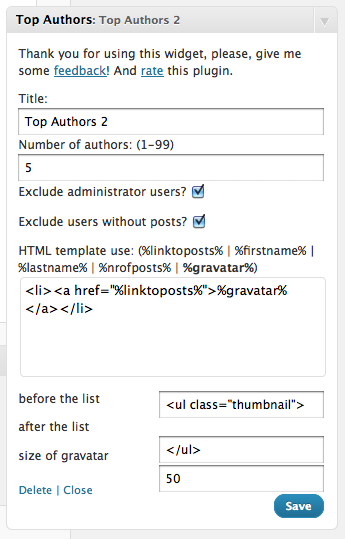 Top Authors: Top Authors 2
Thank you for using this widget, please, give me
some feedback! And rate this plugin.
Title:
Top Authors 2
Number of authors: (1-99)
5
Exclude administrator users?
Exclude users without posts?
HTML template use: (%linktoposts% | %firstname% |
%lastname% | %nrofposts% | %gravatar%)
<li><a href="%linktoposts%">%gravatar%
</a></li>
before the list
<ul class="thumbnail">
after the list
</ul>
size of gravatar
50
Delete | Close
Save